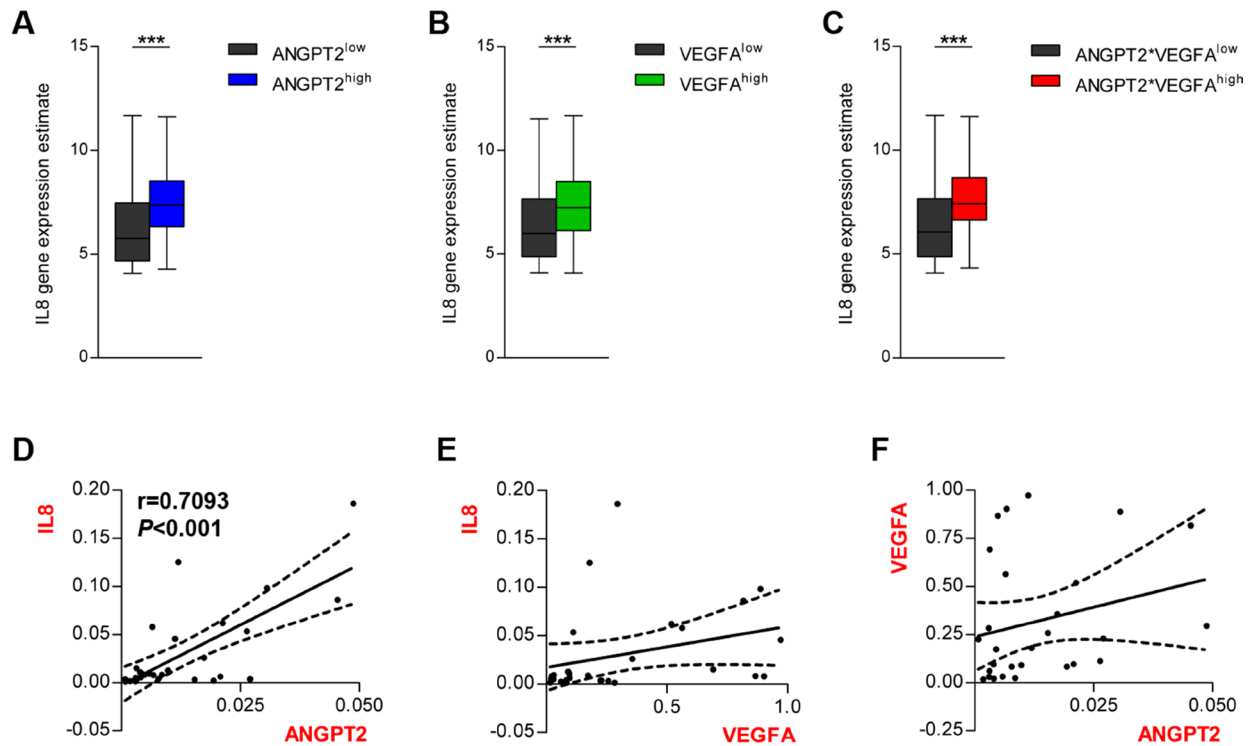 A
***
ANGPT2low
ANGPT2high
IL8 gene expression estimate
15
10
5
0
B
***
VEGFAlow
VEGFAhigh
IL8 gene expression estimate
15
10
5
0
C
***
ANGPT2*VEGFAlow
ANGPT2*VEGFAhigh
IL8 gene expression estimate
15
10
5
0
D
IL8
r=0.7093
P<0.001
0.20
0.15
0.10
0.05
0.00
-0.05
0.025
0.050
ANGPT2
E
IL8
0.20
0.15
0.10
0.05
0.00
-0.05
0.5
1.0
VEGFA
F
VEGFA
1.00
0.75
0.50
0.25
0.00
-0.25
0.025
0.050
ANGPT2